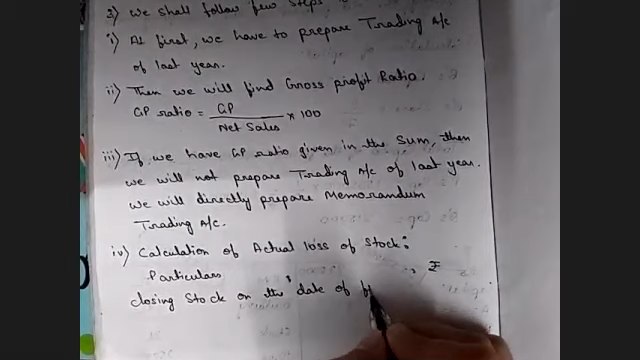 2) We shall follow few steps
i) At first, we have to prepare Trading A/c
of last year.
ii) Then we will find Gross profit Ratio.
GP ratio = GP / Net Sales × 100
iii) If we have GP ratio given in the sum, then
we will not prepare Trading A/c of last year.
we will directly prepare Memorandum
Trading A/c.
iv) Calculation of Actual loss of Stock:
Particulars ₹
closing Stock on the date of